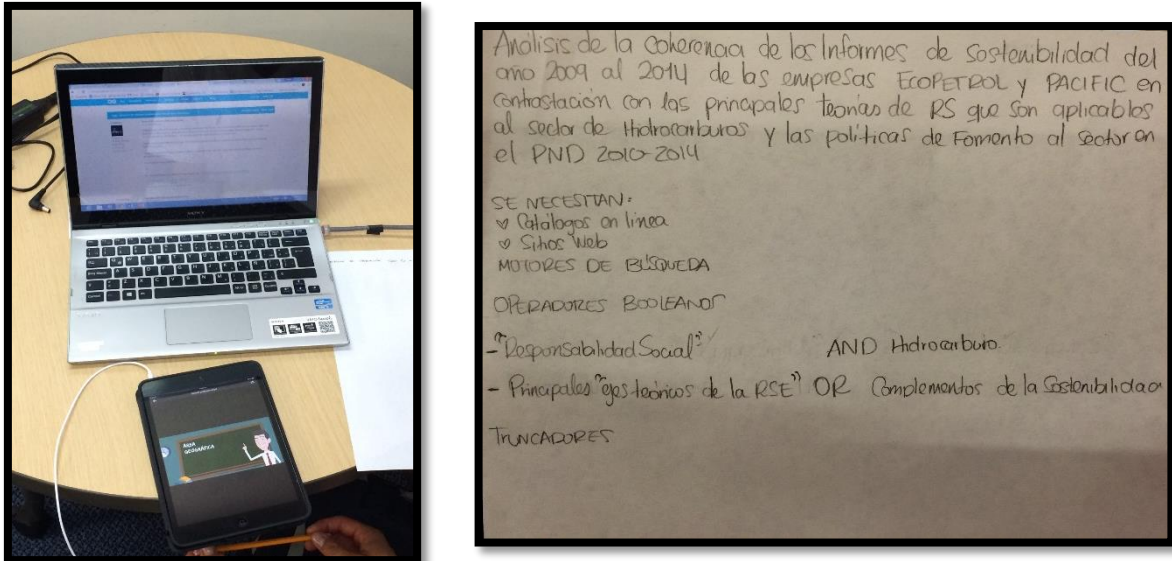 SONY
ÁREA
GEOGRÁFICA
Análisis de la coherencia de los Informes de Sostenibilidad del
año 2009 al 2014 de las empresas ECOPETROL y PACIFIC en
contrastación con las principales teorías de RS que son aplicables
al sector de Hidrocarburos y las políticas de Fomento al sector en
el PND 2010-2014
SE NECESITAN:
Catálogos en línea
Sitios Web
MOTORES DE BÚSQUEDA
OPERADORES BOOLEANOS
- "Responsabilidad Social" AND Hidrocarburo.
- Principales "ejes teóricos de la RSE" OR Complementos de la Sostenibilidad
TRUNCADORES